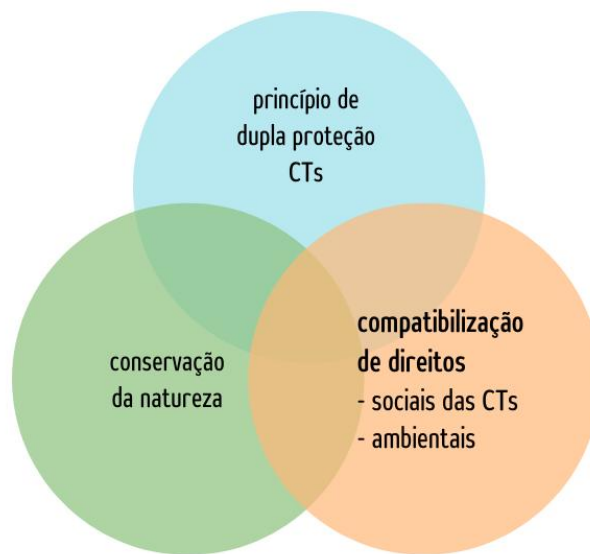 princípio de
dupla proteção
CTs
conservação
da natureza
compatibilização
de direitos
- sociais das CTs
- ambientais